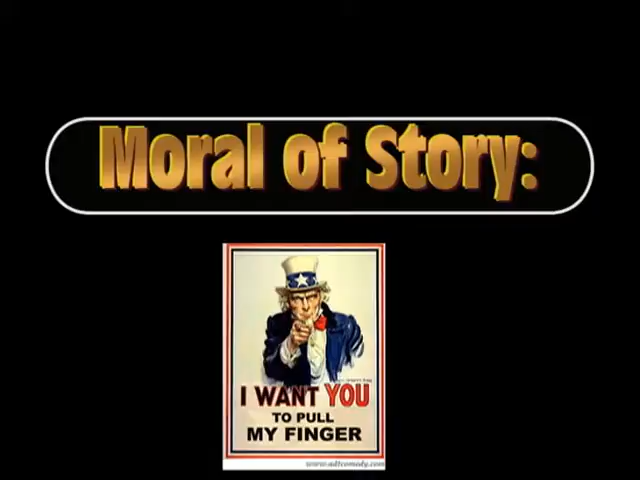 Moral of Story:
I WANT YOU
TO PULL
MY FINGER
www.adtcomedy.com